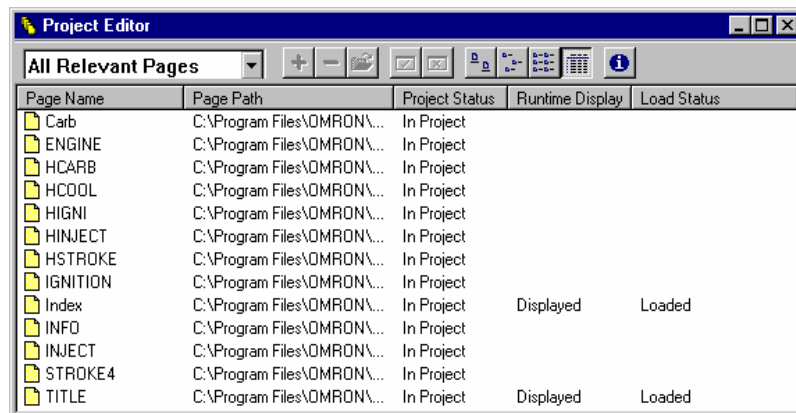 Project Editor
All Relevant Pages
Page Name Page Path Project Status Runtime Display Load Status
Carb C:\Program Files\OMRON\... In Project
ENGINE C:\Program Files\OMRON\... In Project
HCARB C:\Program Files\OMRON\... In Project
HCOOL C:\Program Files\OMRON\... In Project
HIGNI C:\Program Files\OMRON\... In Project
HINJECT C:\Program Files\OMRON\... In Project
HSTROKE C:\Program Files\OMRON\... In Project
IGNITION C:\Program Files\OMRON\... In Project
Index C:\Program Files\OMRON\... In Project Displayed Loaded
INFO C:\Program Files\OMRON\... In Project
INJECT C:\Program Files\OMRON\... In Project
STROKE4 C:\Program Files\OMRON\... In Project
TITLE C:\Program Files\OMRON\... In Project Displayed Loaded